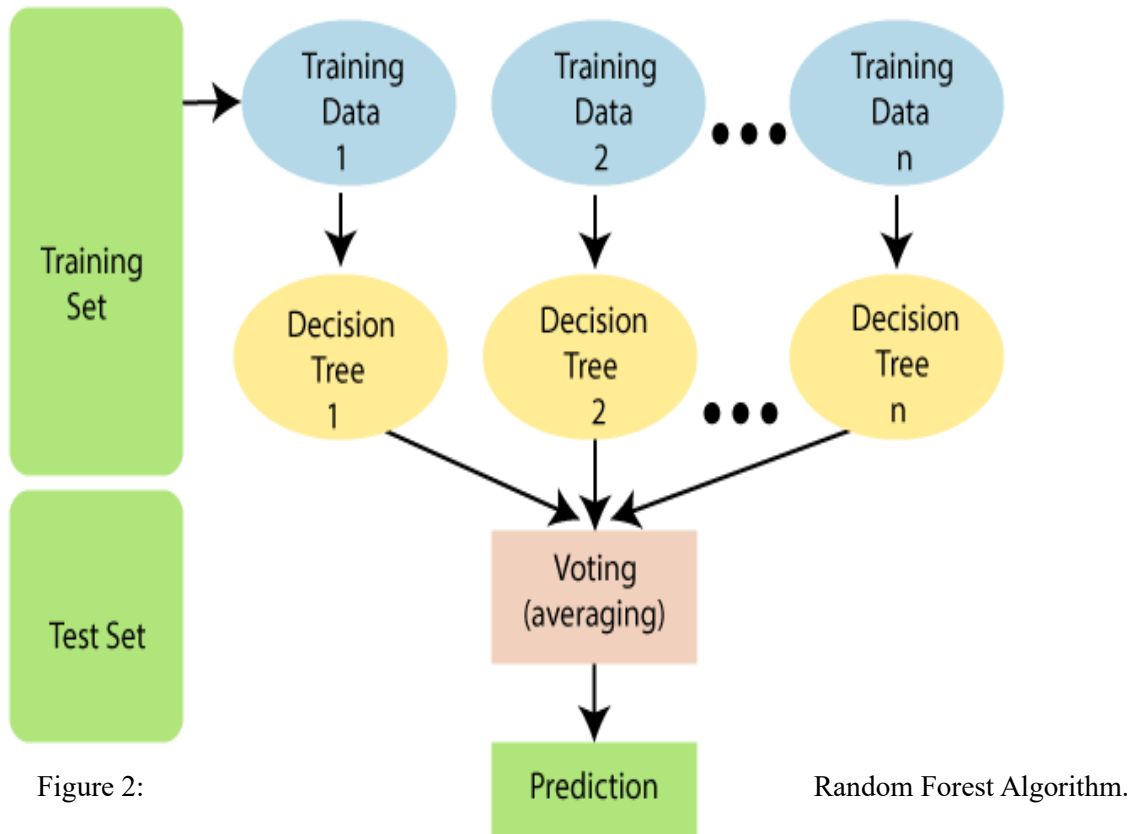 Training
Set
Training
Data
1
Training
Data
2
Training
Data
n
Decision
Tree
1
Decision
Tree
2
Decision
Tree
n
Test Set
Voting
(averaging)
Prediction
Figure 2: Random Forest Algorithm.